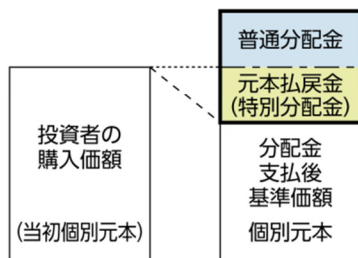 普通分配金
元本払戻金
(特別分配金)
投資者の
購入価額
(当初個別元本)
分配金
支払後
基準価額
個別元本